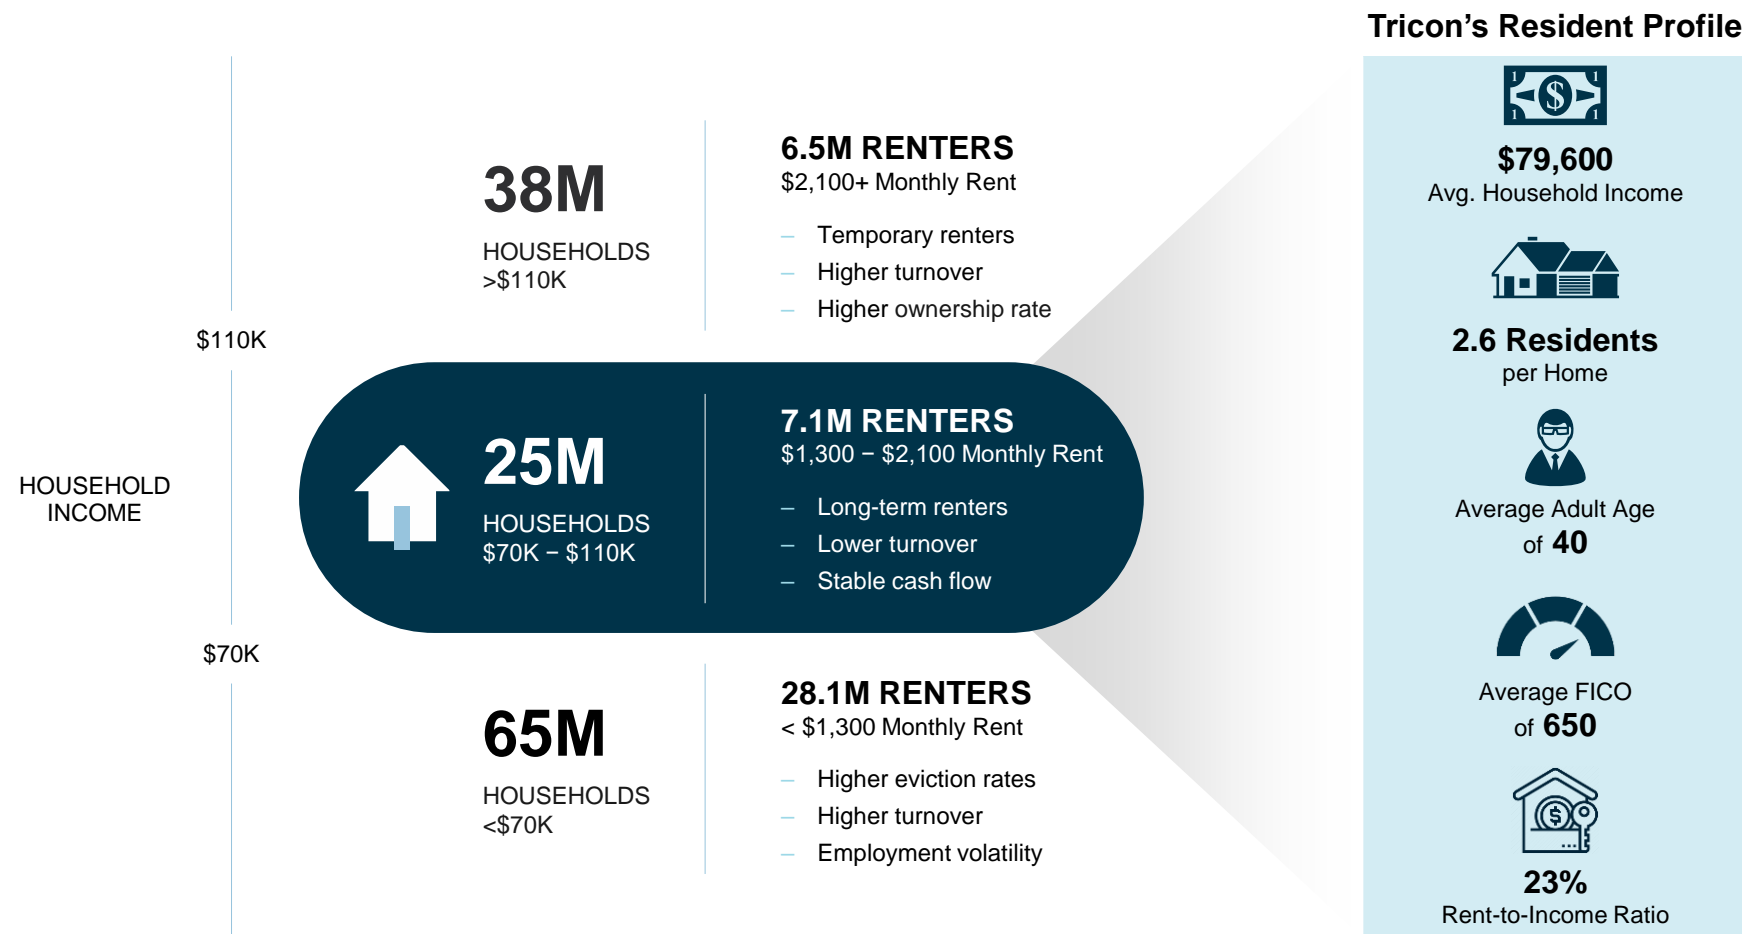 Tricon’s Resident Profile
HOUSEHOLD
INCOME
$110K
$70K
38M
HOUSEHOLDS
>$110K
6.5M RENTERS
$2,100+ Monthly Rent
– Temporary renters
– Higher turnover
– Higher ownership rate
25M
HOUSEHOLDS
$70K − $110K
7.1M RENTERS
$1,300 − $2,100 Monthly Rent
– Long-term renters
– Lower turnover
– Stable cash flow
65M
HOUSEHOLDS
<$70K
28.1M RENTERS
< $1,300 Monthly Rent
– Higher eviction rates
– Higher turnover
– Employment volatility
1 1
$
1 1
$79,600
Avg. Household Income
2.6 Residents
per Home
Average Adult Age
of 40
Average FICO
of 650
$
23%
Rent-to-Income Ratio